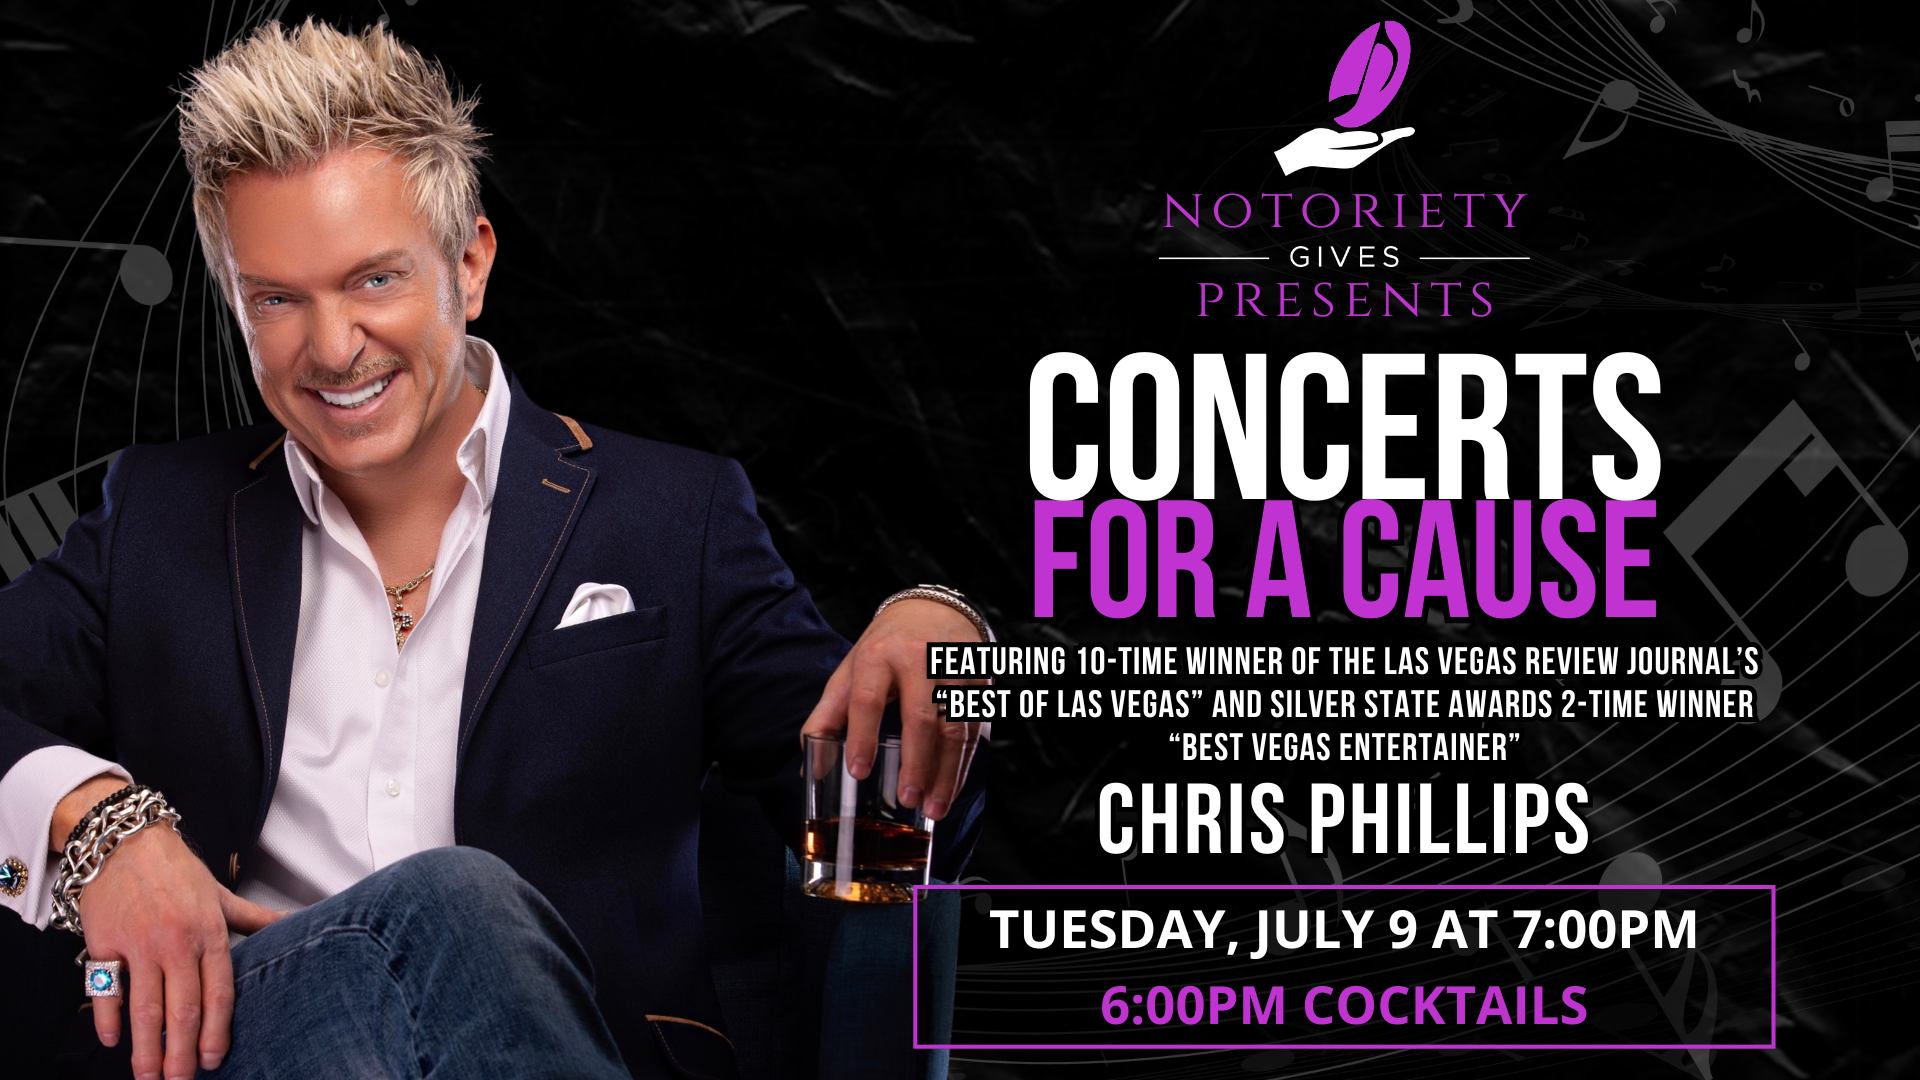 NOTORIETY
GIVES
PRESENTS
CONCERTS
FOR A CAUSE
FEATURING 10-TIME WINNER OF THE LAS VEGAS REVIEW JOURNAL’S
“BEST OF LAS VEGAS” AND SILVER STATE AWARDS 2-TIME WINNER
“BEST VEGAS ENTERTAINER”
CHRIS PHILLIPS
TUESDAY, JULY 9 AT 7:00PM
6:00PM COCKTAILS